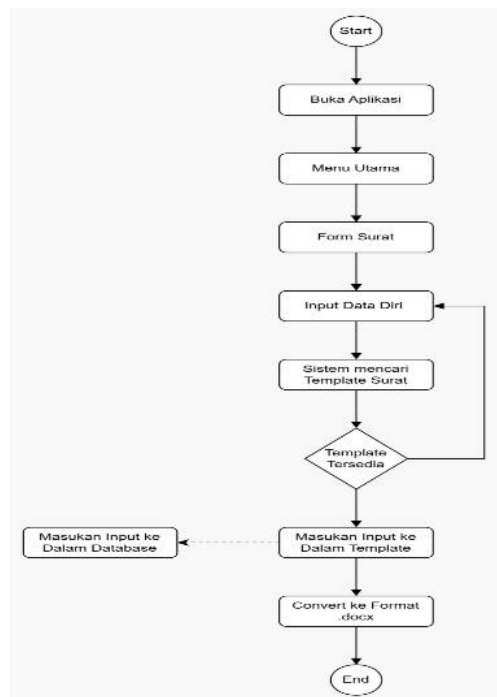 Start
Buka Aplikasi
Menu Utama
Form Surat
Input Data Diri
Sistem mencari
Template Surat
Template
Tersedia
Masukan Input ke
Dalam Database
Masukan Input ke
Dalam Template
Convert ke Format
.docx
End